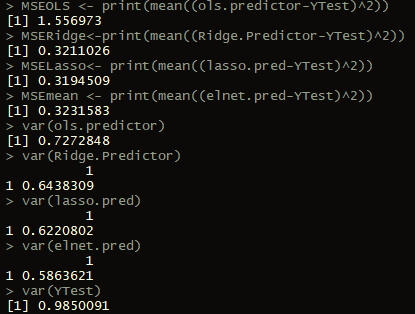 > MSEOLS <- print(mean((ols.predictor-YTest)^2))
[1] 1.556973
> MSERidge<-print(mean((Ridge.Predictor-YTest)^2))
[1] 0.3211026
> MSELasso<-print(mean((lasso.pred-YTest)^2))
[1] 0.3194509
> MSEmean <- print(mean((elnet.pred-YTest)^2))
[1] 0.3231583
> var(ols.predictor)
[1] 0.7272848
> var(Ridge.Predictor)
1
1 0.6438309
> var(lasso.pred)
1
1 0.6220802
> var(elnet.pred)
1
1 0.5863621
> var(YTest)
[1] 0.9850091